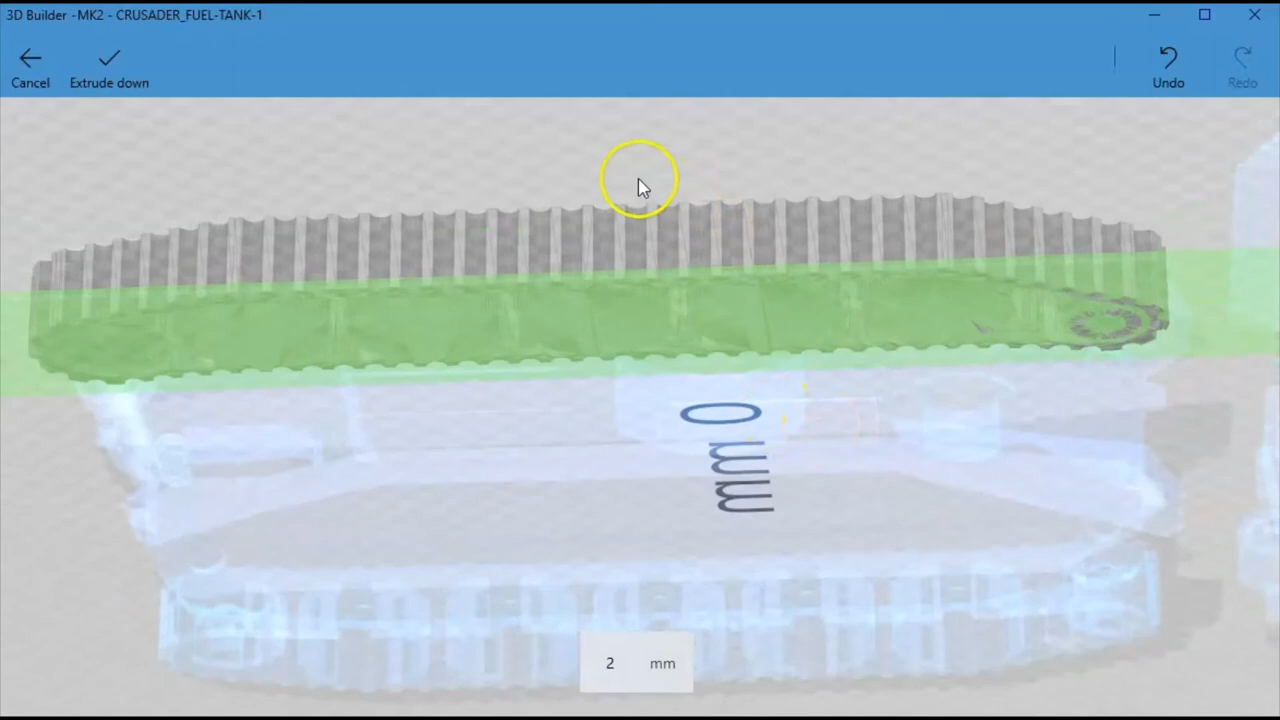 3D Builder -MK2 - CRUSADER_FUEL-TANK-1
Cancel
Extrude down
Undo
Redo
0 mm
2 mm